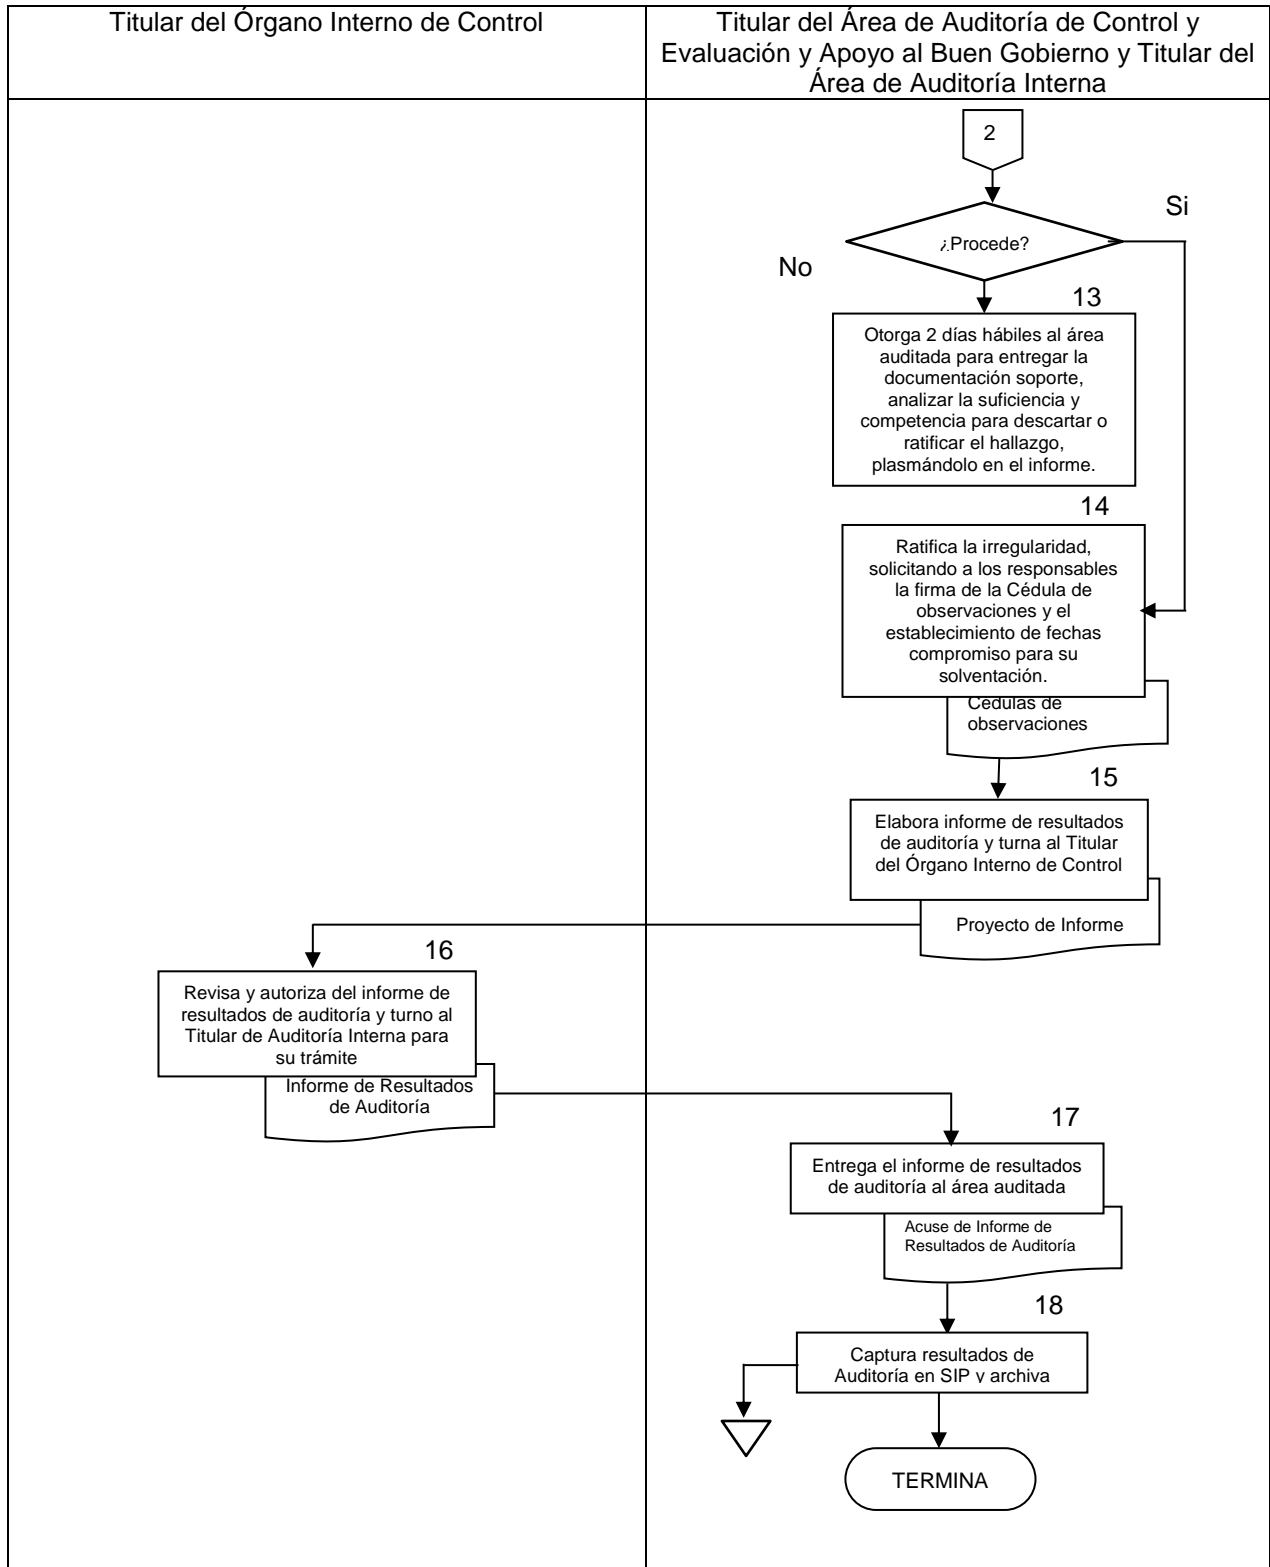 Titular del Órgano Interno de Control
Titular del Área de Auditoría de Control y
Evaluación y Apoyo al Buen Gobierno y Titular del
Área de Auditoría Interna
2
Si
¿Procede?
No
13
Otorga 2 días hábiles al área
auditada para entregar la
documentación soporte,
analizar la suficiencia y
competencia para descartar o
ratificar el hallazgo,
plasmándolo en el informe.
14
Ratifica la irregularidad,
solicitando a los responsables
la firma de la Cédula de
observaciones y el
establecimiento de fechas
compromiso para su
solventación.
Cedulas de
observaciones
15
Elabora informe de resultados
de auditoría y turna al Titular
del Órgano Interno de Control
Proyecto de Informe
16
Revisa y autoriza del informe de
resultados de auditoría y turno al
Titular de Auditoría Interna para
su trámite
Informe de Resultados
de Auditoría
17
Entrega el informe de resultados
de auditoría al área auditada
Acuse de Informe de
Resultados de Auditoría
18
Captura resultados de
Auditoría en SIP y archiva
TERMINA